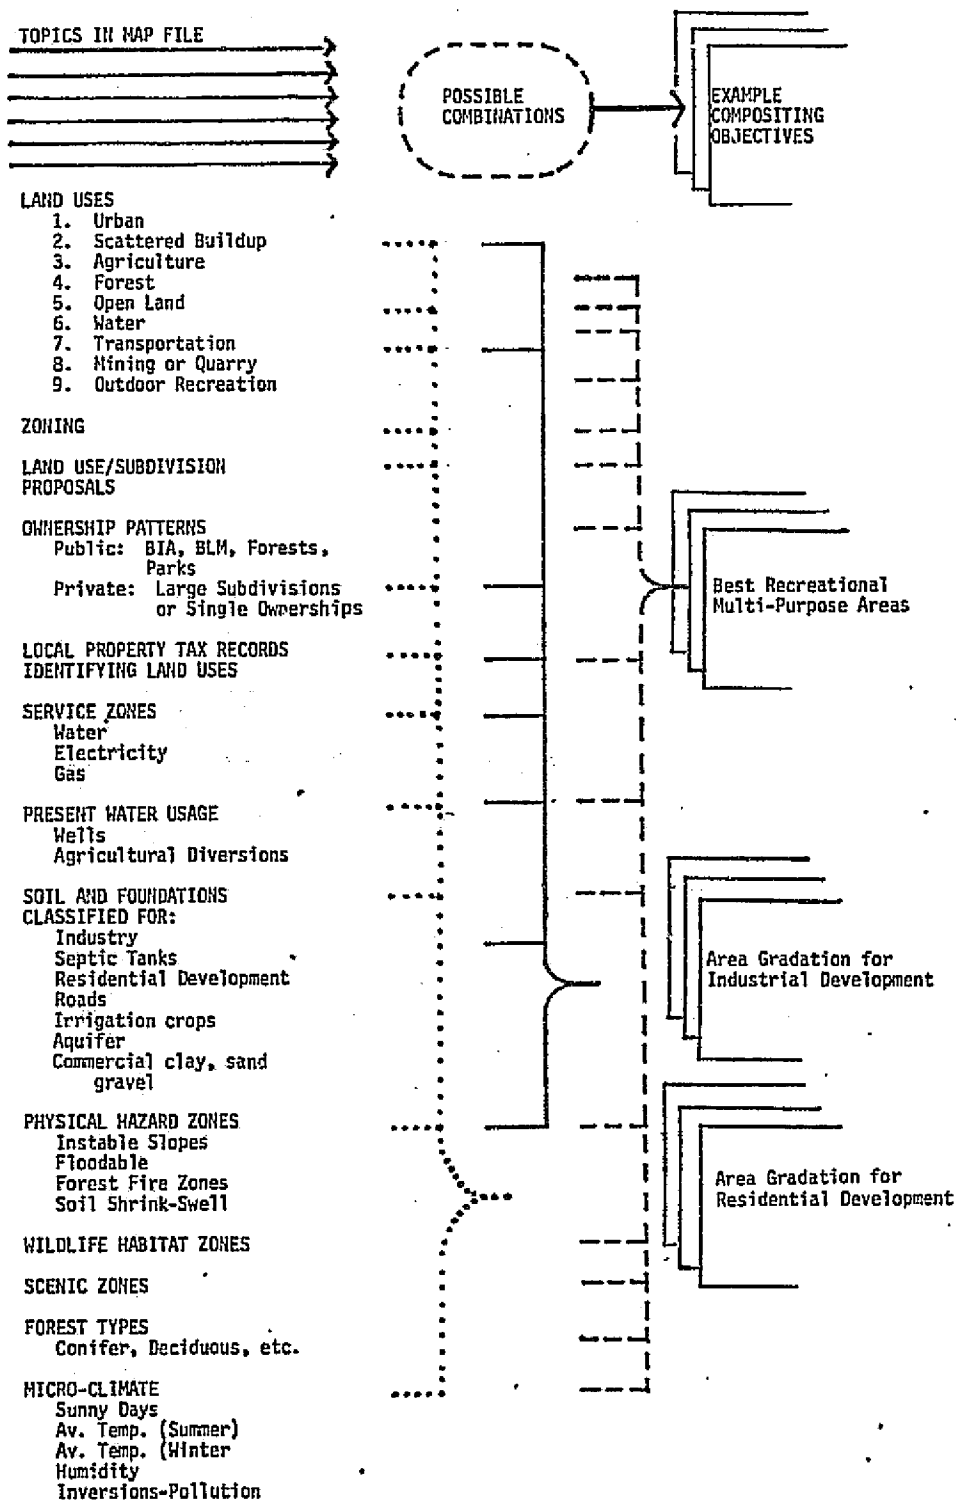 TOPICS IN MAP FILE
POSSIBLE
COMBINATIONS
EXAMPLE
COMPOSITING
OBJECTIVES
LAND USES
1. Urban
2. Scattered Buildup
3. Agriculture
4. Forest
5. Open Land
6. Water
7. Transportation
8. Mining or Quarry
9. Outdoor Recreation
ZONING
LAND USE/SUBDIVISION
PROPOSALS
OWNERSHIP PATTERNS
Public: BIA, BLM, Forests,
Parks
Private: Large Subdivisions
or Single Ownerships
LOCAL PROPERTY TAX RECORDS
IDENTIFYING LAND USES
SERVICE ZONES
Water
Electricity
Gas
PRESENT WATER USAGE
Wells
Agricultural Diversions
SOIL AND FOUNDATIONS
CLASSIFIED FOR:
Industry
Septic Tanks
Residential Development
Roads
Irrigation crops
Aquifer
Commercial clay, sand
gravel
PHYSICAL HAZARD ZONES
Instable Slopes
Floodable
Forest Fire Zones
Soil Shrink-Swell
WILDLIFE HABITAT ZONES
SCENIC ZONES
FOREST TYPES
Conifer, Deciduous, etc.
MICRO-CLIMATE
Sunny Days
Av. Temp. (Summer)
Av. Temp. (Winter
Humidity
Inversions-Pollution
Best Recreational
Multi-Purpose Areas
Area Gradation for
Industrial Development
Area Gradation for
Residential Development